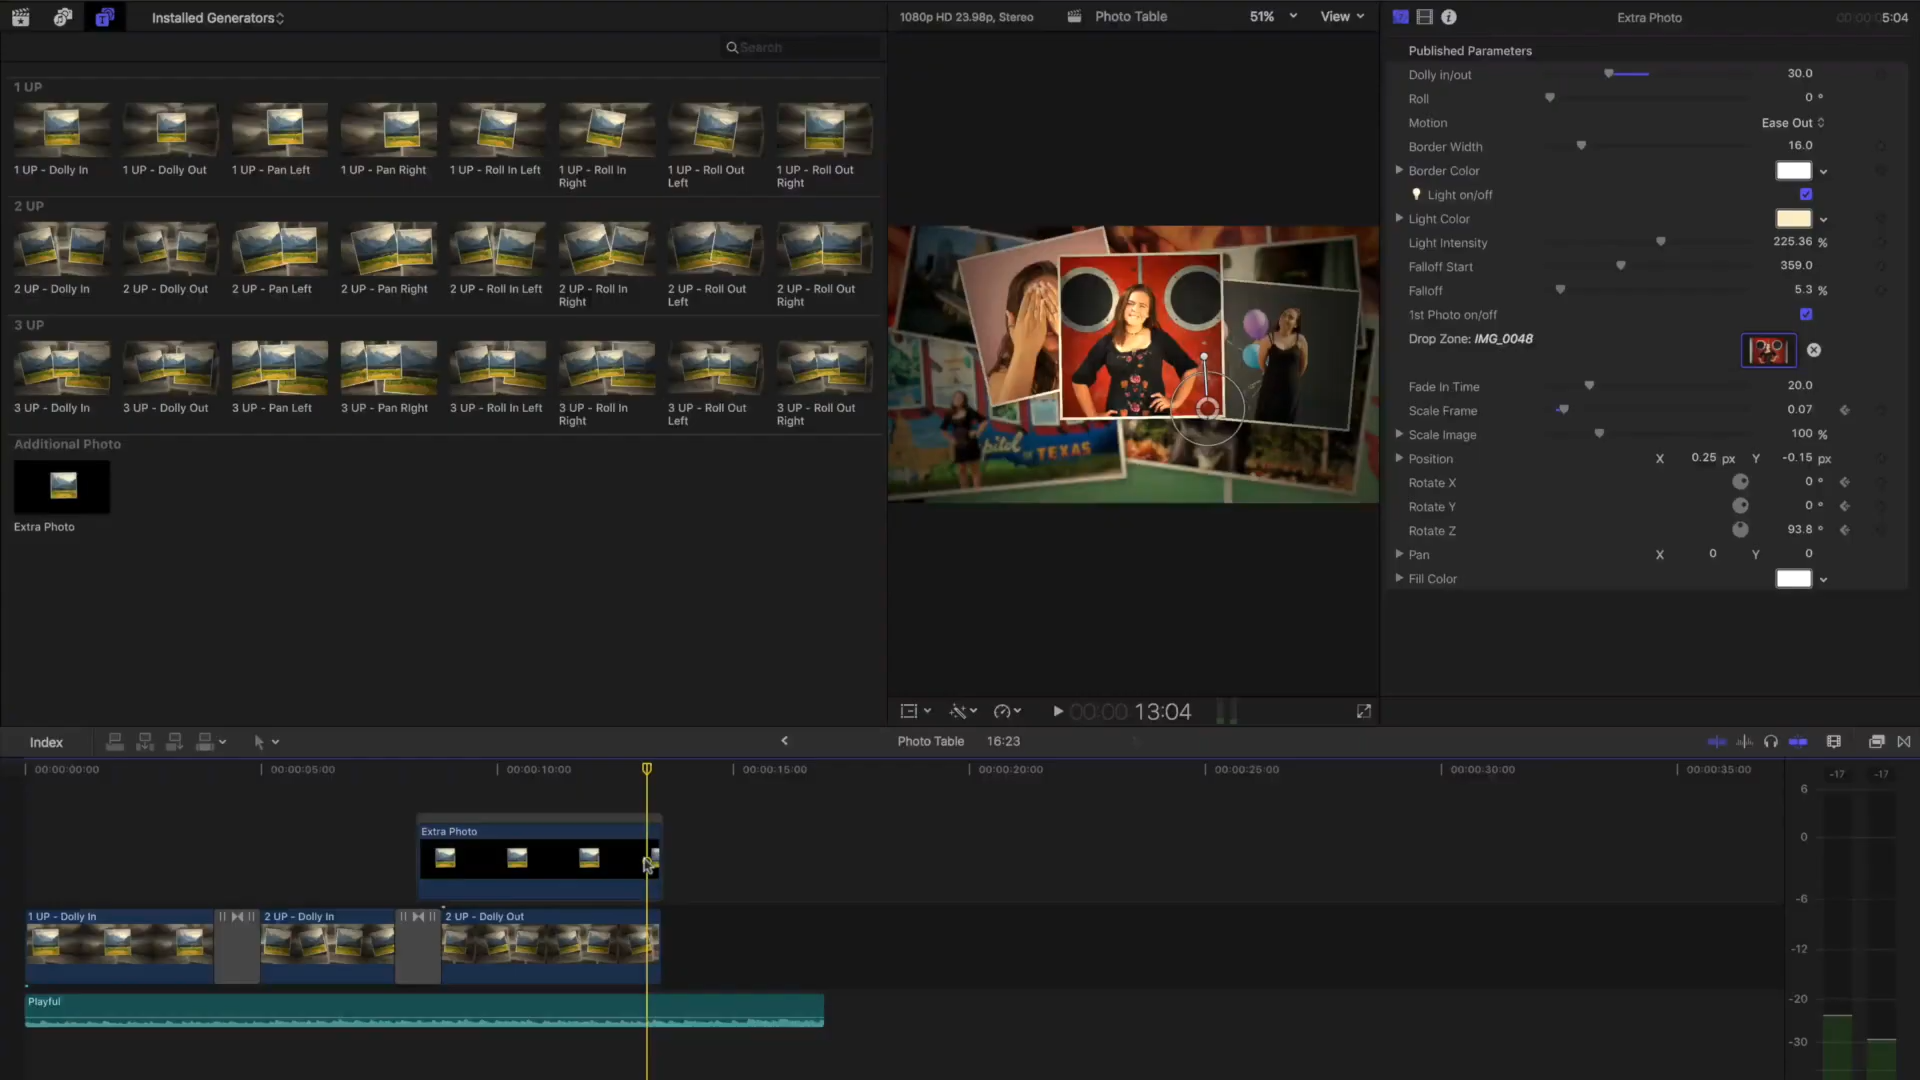 Installed Generators
Search
1 UP
1 UP - Dolly In
1 UP - Dolly Out
1 UP - Pan Left
1 UP - Pan Right
1 UP - Roll In Left
1 UP - Roll In
Right
1 UP - Roll Out
Left
1 UP - Roll Out
Right
2 UP
2 UP - Dolly In
2 UP - Dolly Out
2 UP - Pan Left
2 UP - Pan Right
2 UP - Roll In Left
2 UP - Roll In
Right
2 UP - Roll Out
Left
2 UP - Roll Out
Right
3 UP
3 UP - Dolly In
3 UP - Dolly Out
3 UP - Pan Left
3 UP - Pan Right
3 UP - Roll In Left
3 UP - Roll In
Right
3 UP - Roll Out
Left
3 UP - Roll Out
Right
Additional Photo
Extra Photo
1080p HD 23.98p, Stereo
Photo Table
51%
View
pitol
OF TEXAS
00:00 13:04
Extra Photo
00:00:05:04
Published Parameters
Dolly in/out 30.0
Roll 0 °
Motion Ease Out
Border Width 16.0
Border Color
Light on/off
Light Color
Light Intensity 225.36 %
Falloff Start 359.0
Falloff 5.3 %
1st Photo on/off
Drop Zone: IMG_0048
Fade In Time 20.0
Scale Frame 0.07
Scale Image 100 %
Position X 0.25 px Y -0.15 px
Rotate X 0 °
Rotate Y 0 °
Rotate Z 93.8 °
Pan X 0 Y 0
Fill Color
Index
Photo Table 16:23
00:00:00:00
00:00:05:00
00:00:10:00
00:00:15:00
00:00:20:00
00:00:25:00
00:00:30:00
00:00:35:00
-17 -17
6
0
-6
-12
-20
-30
Extra Photo
1 UP - Dolly In
2 UP - Dolly In
2 UP - Dolly Out
Playful